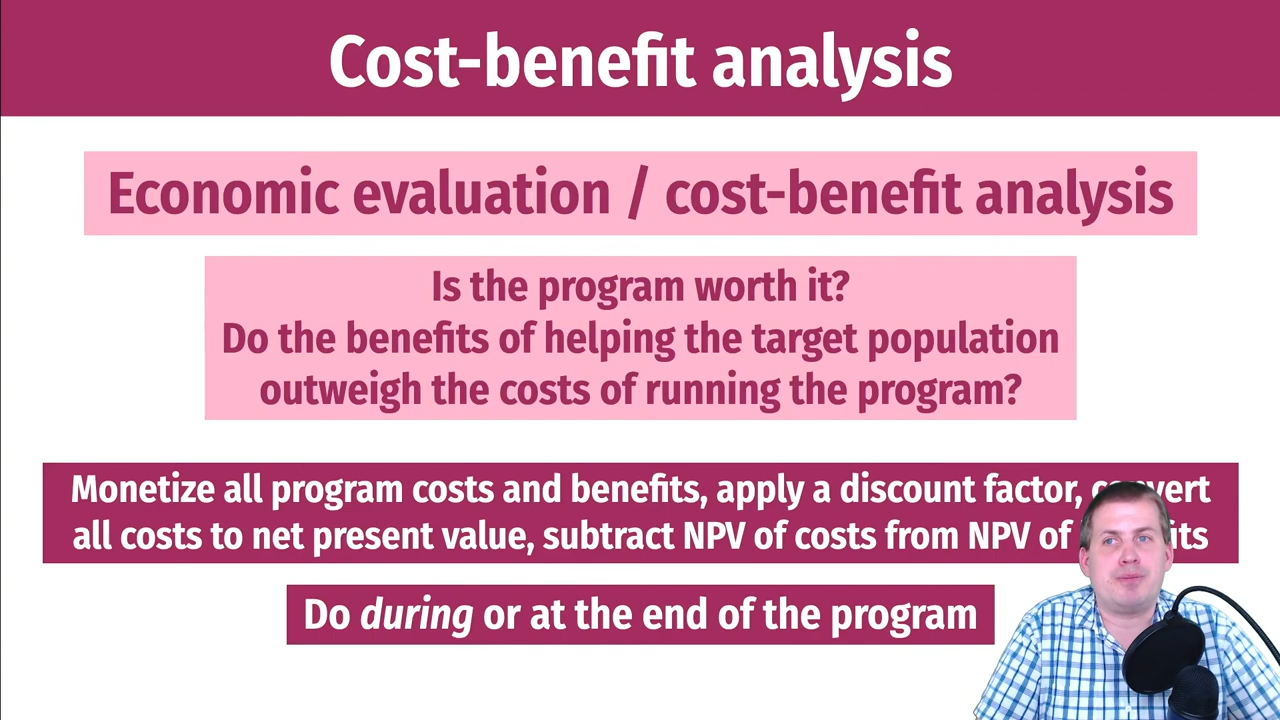 Cost-benefit analysis
Economic evaluation / cost-benefit analysis
Is the program worth it?
Do the benefits of helping the target population
outweigh the costs of running the program?
Monetize all program costs and benefits, apply a discount factor,
all costs to net present value, subtract NPV of costs from NPV of
Do during or at the end of the program